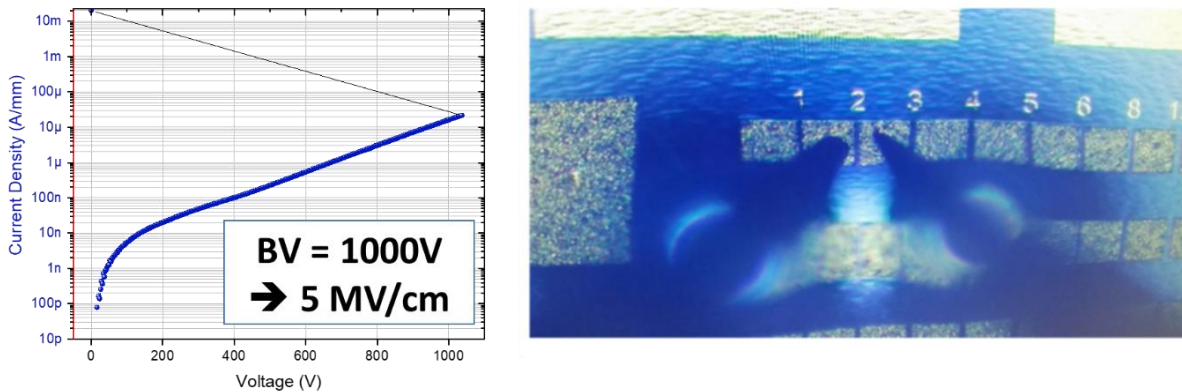 10m
1m
100µ
10µ
1µ
100n
10n
1n
100p
10p
Current Density (A/mm)
BV = 1000V
➔ 5 MV/cm
0 200 400 600 800 1000
Voltage (V)
1 2 3 4 5 6 8